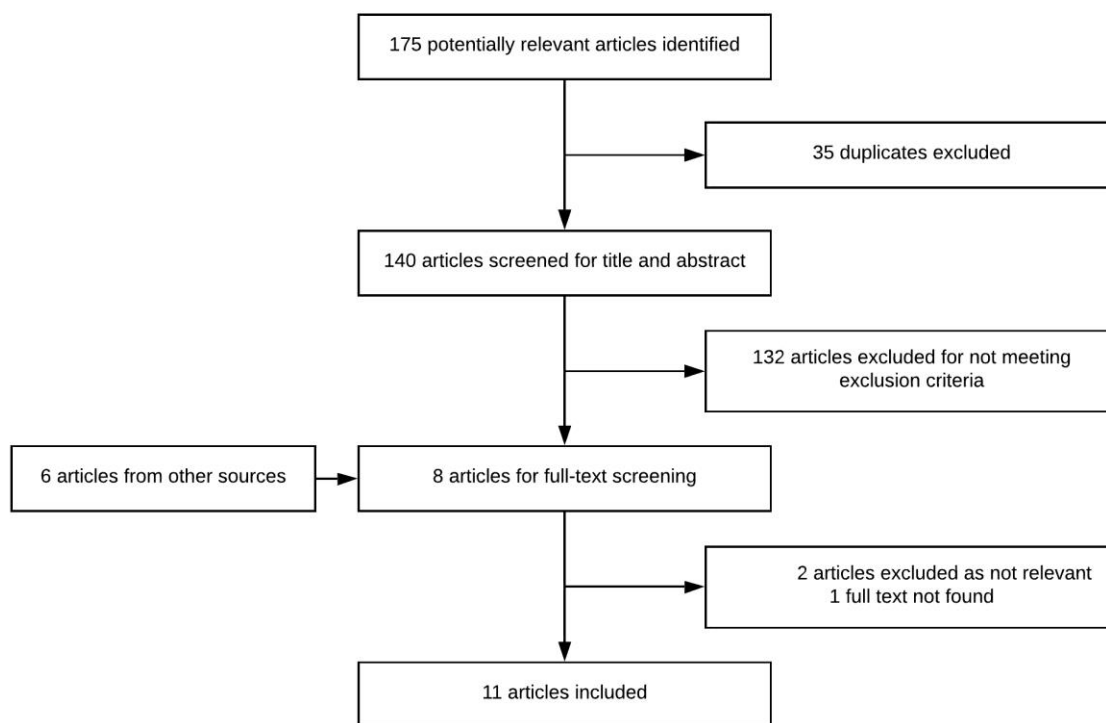 175 potentially relevant articles identified
35 duplicates excluded
140 articles screened for title and abstract
132 articles excluded for not meeting
exclusion criteria
6 articles from other sources
8 articles for full-text screening
2 articles excluded as not relevant
1 full text not found
11 articles included